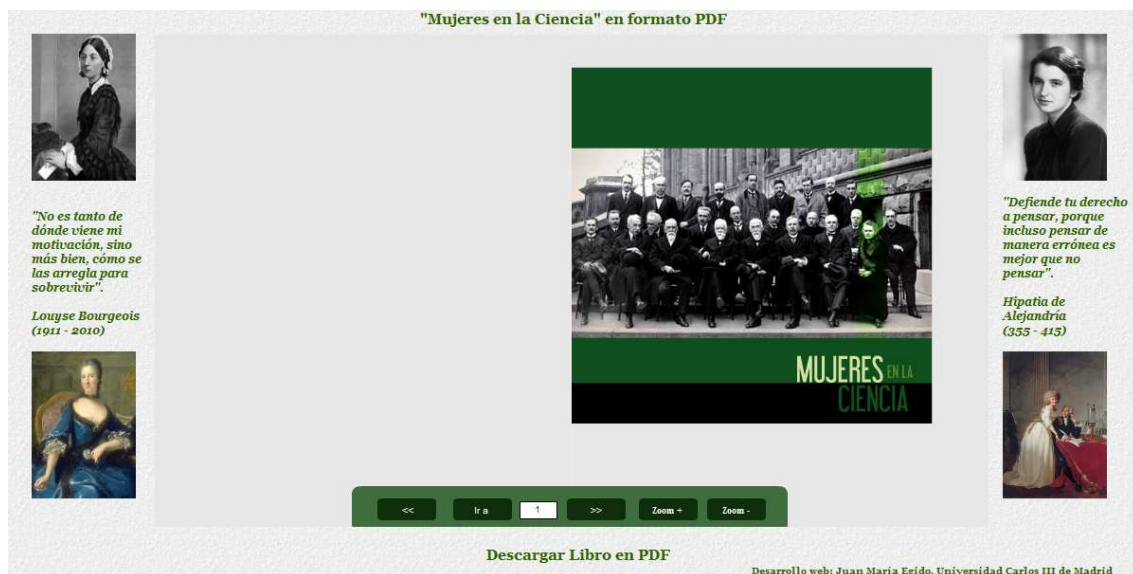 "Mujeres en la Ciencia" en formato PDF
"No es tanto de
dónde viene mi
motivación, sino
más bien, cómo se
las arregla para
sobrevivir".
Louyse Bourgeois
(1911 - 2010)
MUJERES EN LA
CIENCIA
"Defiende tu derecho
a pensar, porque
incluso pensar de
manera errónea es
mejor que no
pensar".
Hipatia de
Alejandría
(355 - 415)
<< Ir a 1 >> Zoom + Zoom -
Descargar Libro en PDF
Desarrollo web: Juan María Egido. Universidad Carlos III de Madrid